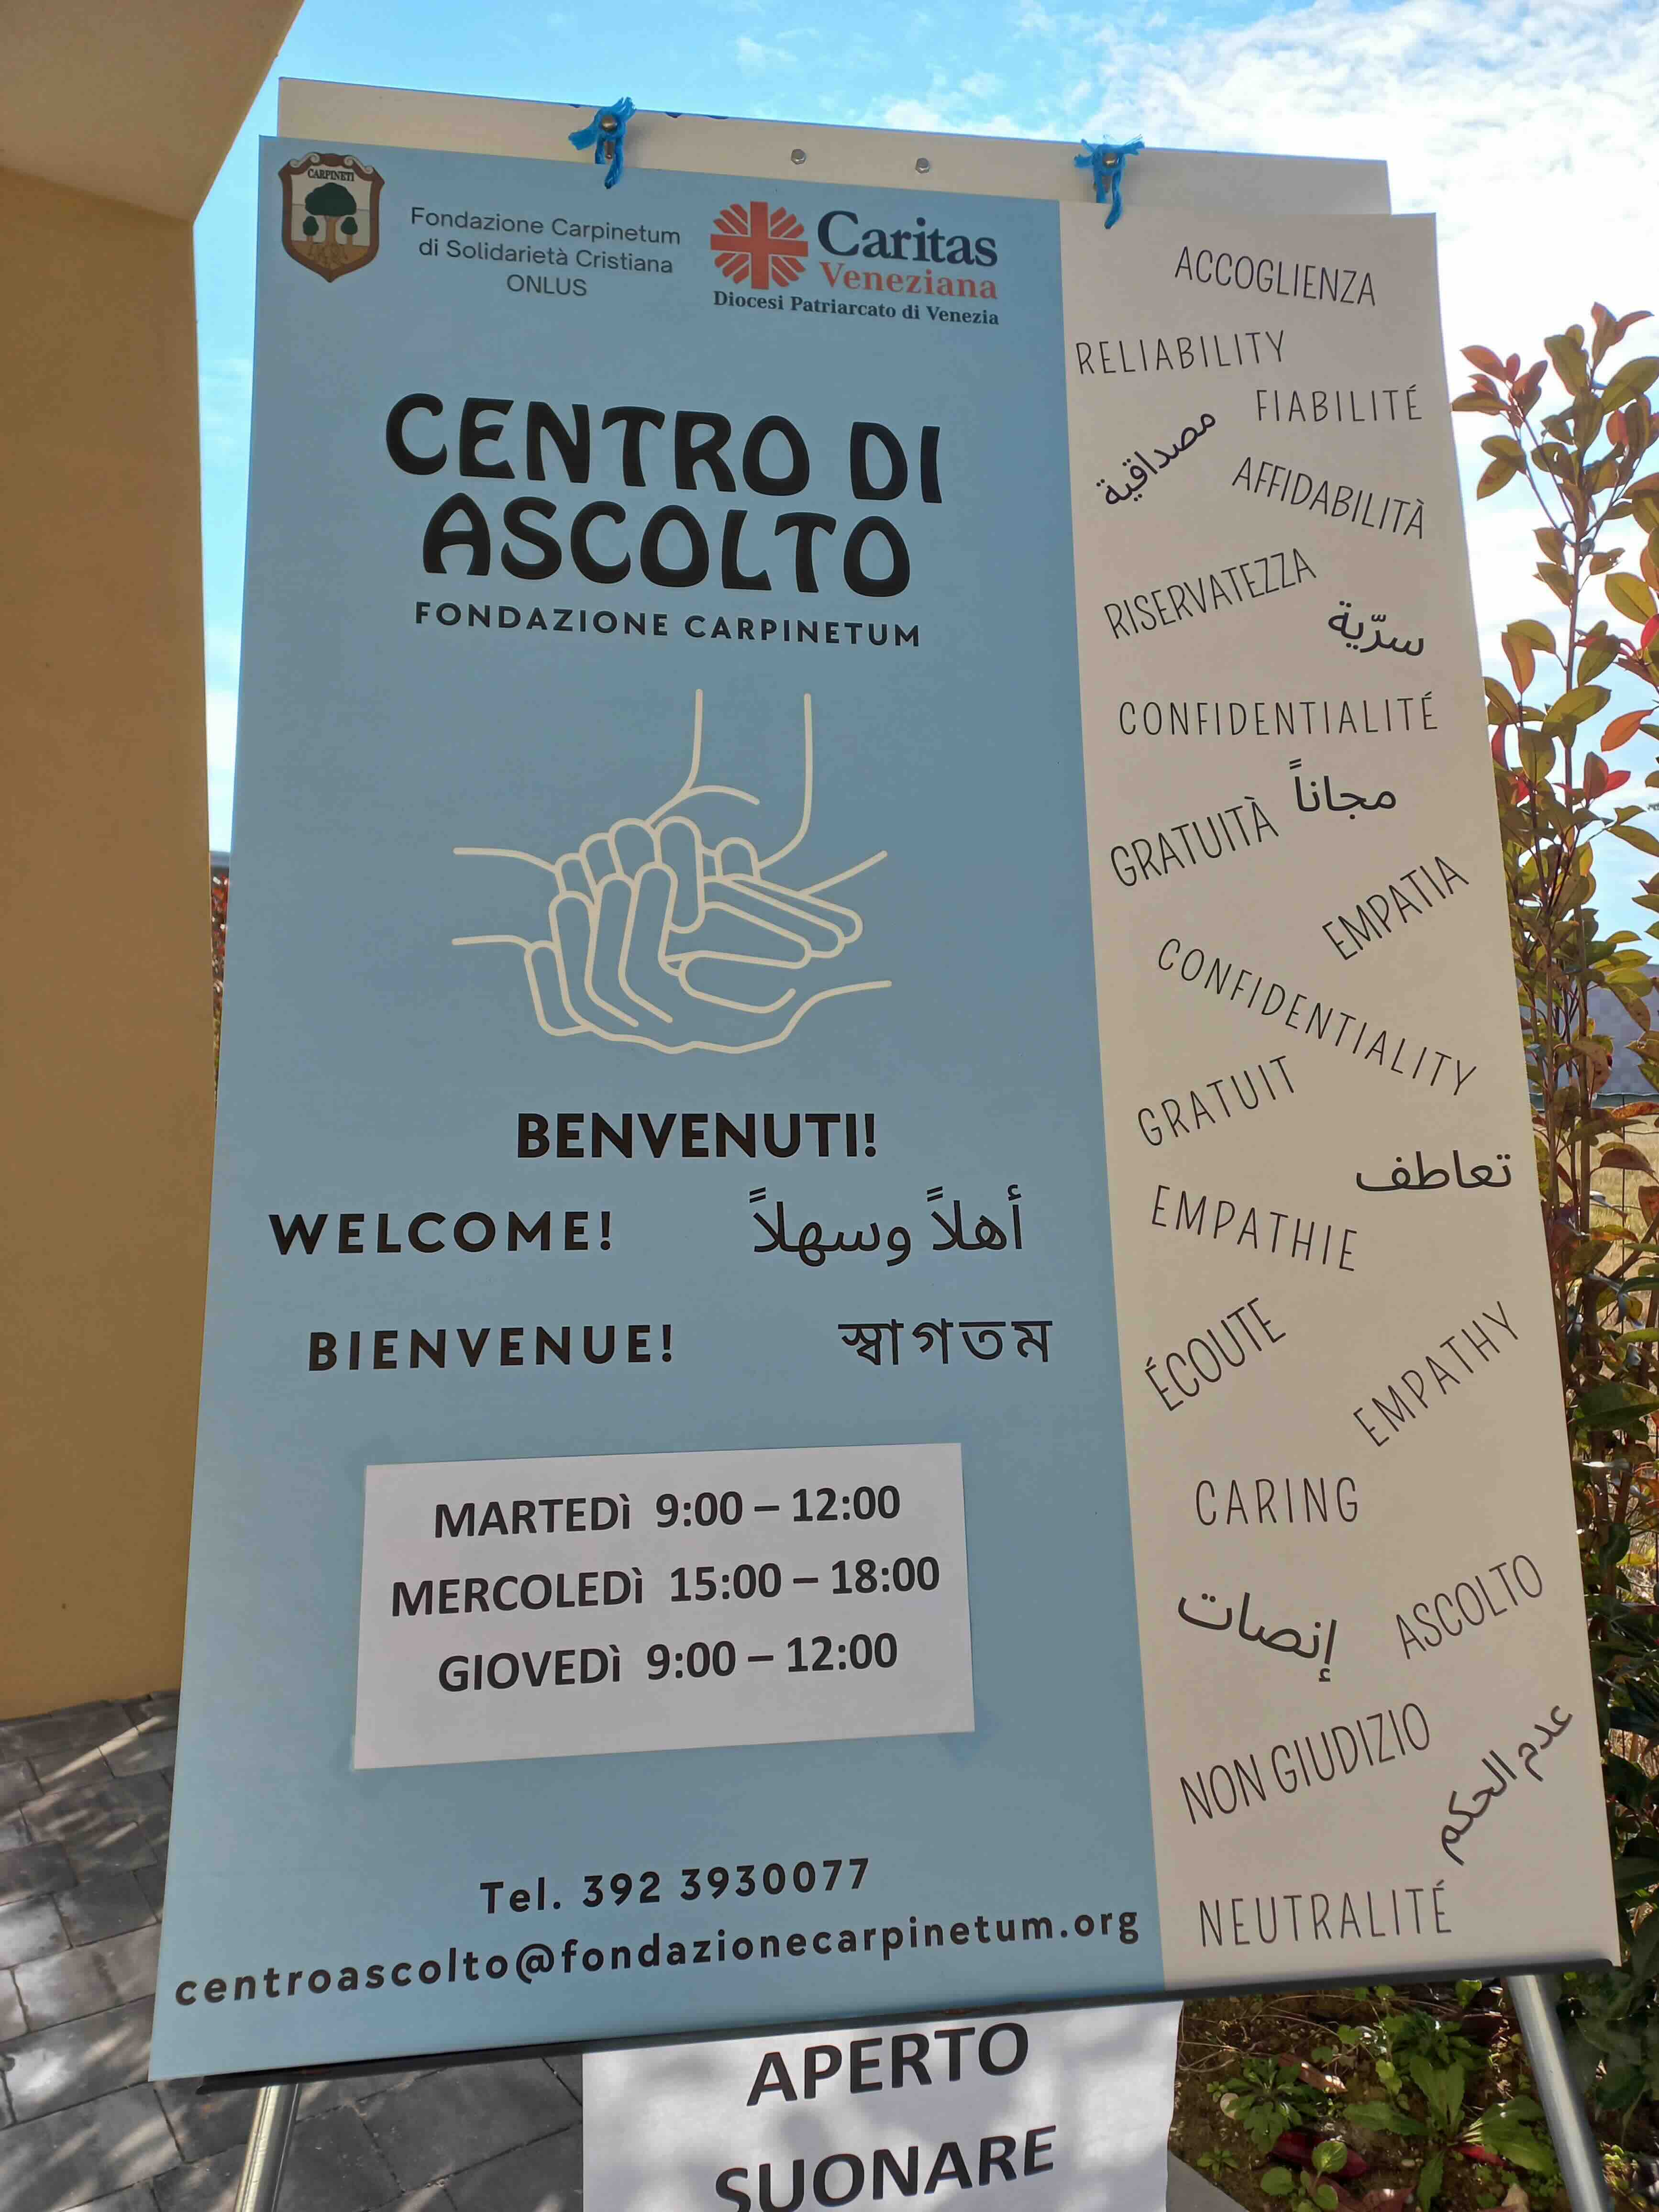 CARPINETI
Fondazione Carpinetum
di Solidarietà Cristiana
ONLUS
Caritas
Veneziana
Diocesi Patriarcato di Venezia
CENTRO DI
ASCOLTO
FONDAZIONE CARPINETUM
BENVENUTI!
WELCOME!
أهلاً وسهلاً
BIENVENUE!
স্বাগতম
MARTEDì 9:00 – 12:00
MERCOLEDì 15:00 – 18:00
GIOVEDì 9:00 – 12:00
Tel. 392 3930077
centroascolto@fondazionecarpinetum.org
ACCOGLIENZA
RELIABILITY
FIABILITÉ
مصداقية
AFFIDABILITÀ
RISERVATEZZA
سرّية
CONFIDENTIALITÉ
مجاناً
GRATUITÀ
EMPATIA
CONFIDENTIALITY
GRATUIT
تعاطف
EMPATHIE
ÉCOUTE
EMPATHY
CARING
إنصات
ASCOLTO
NON GIUDIZIO
عدم الحكم
NEUTRALITÉ
APERTO
SUONARE